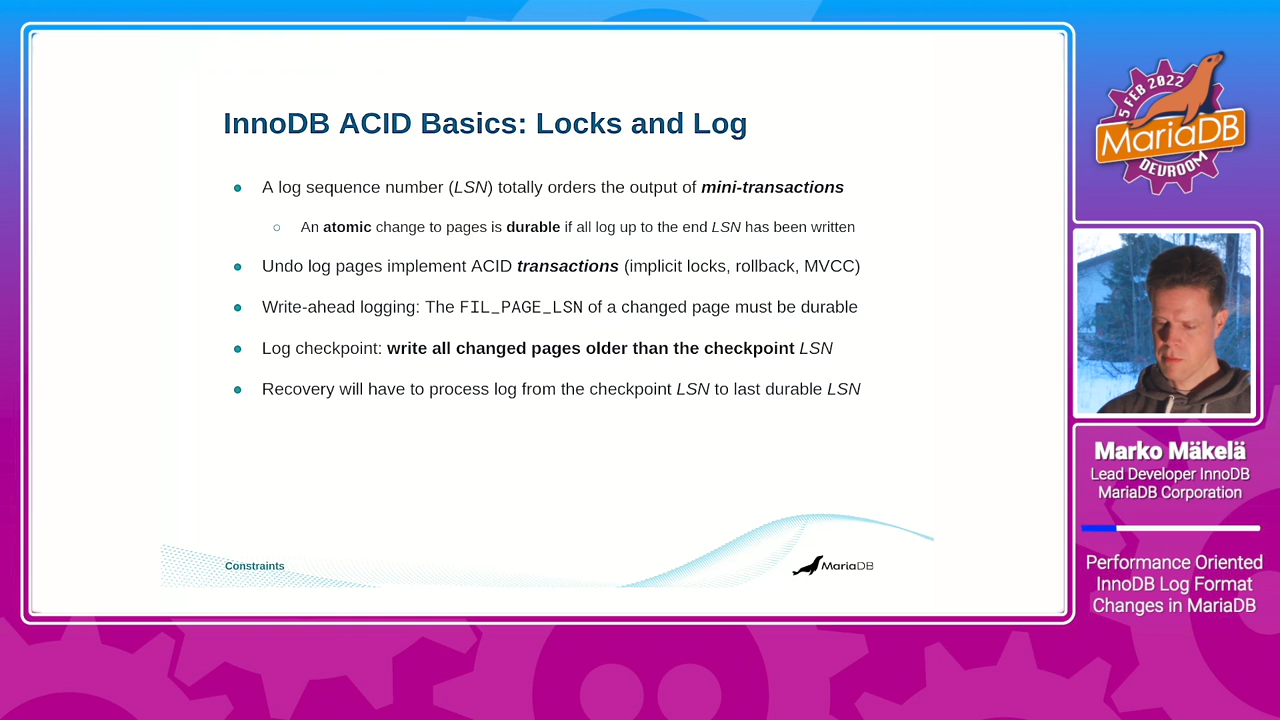 InnoDB ACID Basics: Locks and Log
A log sequence number (LSN) totally orders the output of mini-transactions
An atomic change to pages is durable if all log up to the end LSN has been written
Undo log pages implement ACID transactions (implicit locks, rollback, MVCC)
Write-ahead logging: The FIL_PAGE_LSN of a changed page must be durable
Log checkpoint: write all changed pages older than the checkpoint LSN
Recovery will have to process log from the checkpoint LSN to last durable LSN
Constraints
MariaDB
5 FEB 2022
MariaDB
DEVROOM
Marko Mäkelä
Lead Developer InnoDB
MariaDB Corporation
Performance Oriented
InnoDB Log Format
Changes in MariaDB